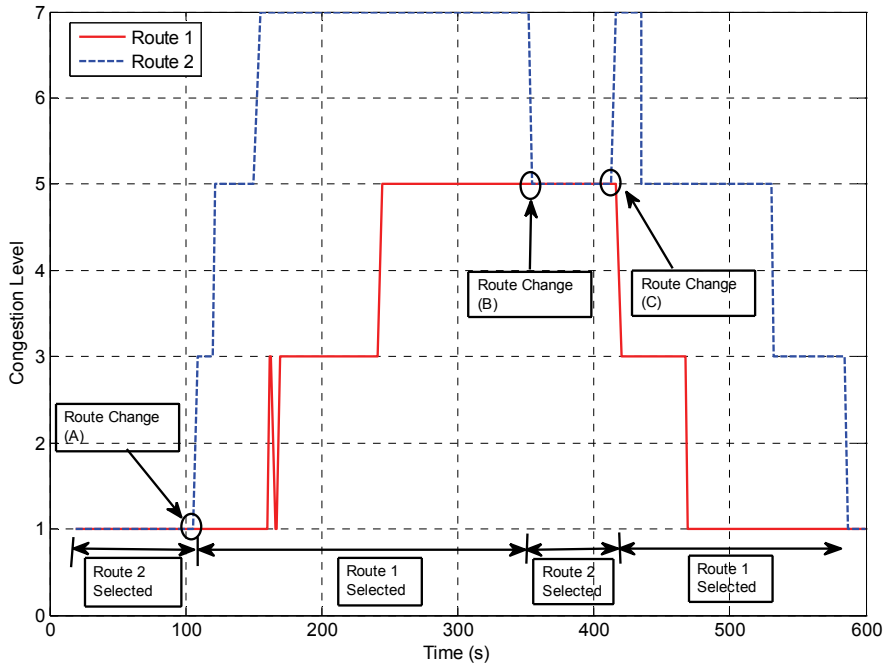 Route 1
Route 2
7
6
5
4
3
2
1
0
Congestion Level
Route Change
(A)
Route Change
(B)
Route Change
(C)
Route 2
Selected
Route 1
Selected
Route 2
Selected
Route 1
Selected
0
100
200
300
400
500
600
Time (s)